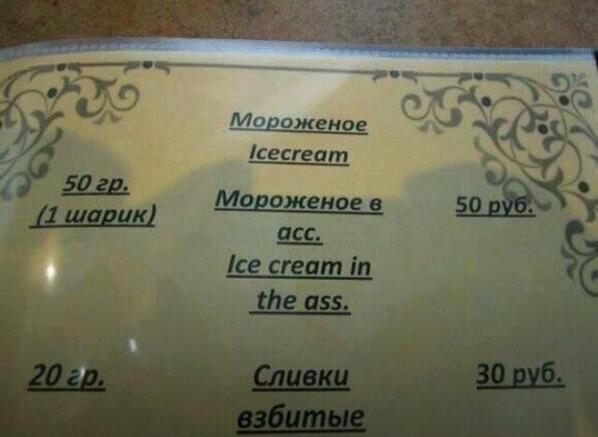 Мороженое
Icecream
50 гр.
(1 шарик)
Мороженое в
асс.
Ice cream in
the ass.
50 руб.
20 гр.
Сливки
взбитые
30 руб.